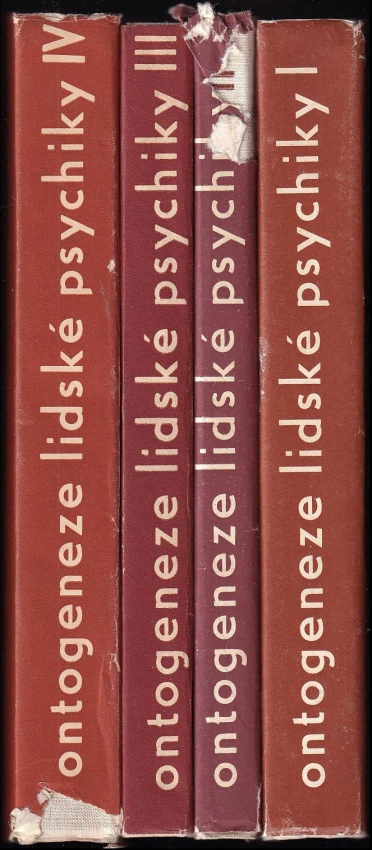 ontogeneze lidské psychiky IV
ontogeneze lidské psychiky III
ontogeneze lidské psychiky
ontogeneze lidské psychiky I